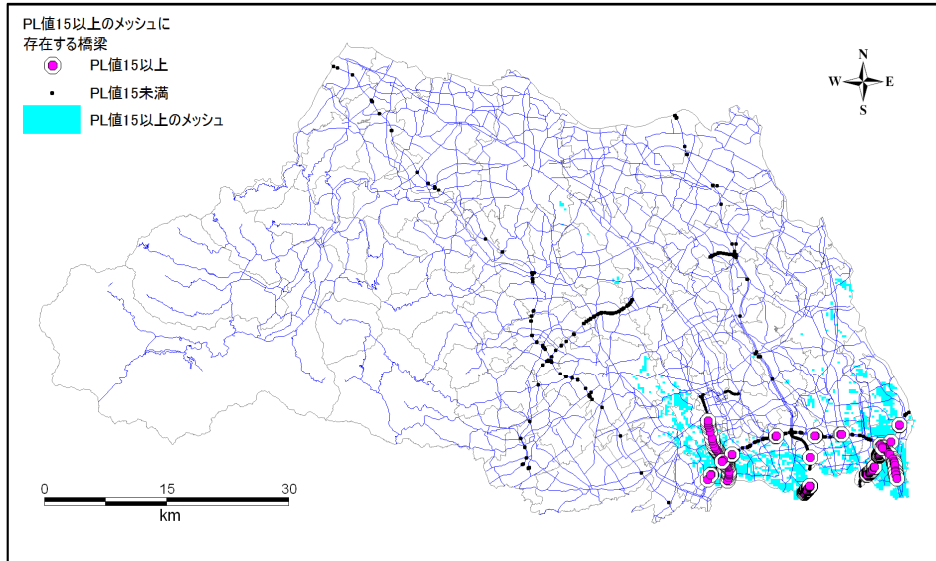 PL値15以上のメッシュに
存在する橋梁
PL値15以上
PL値15未満
PL値15以上のメッシュ
N
W E
S
0 15 30
km